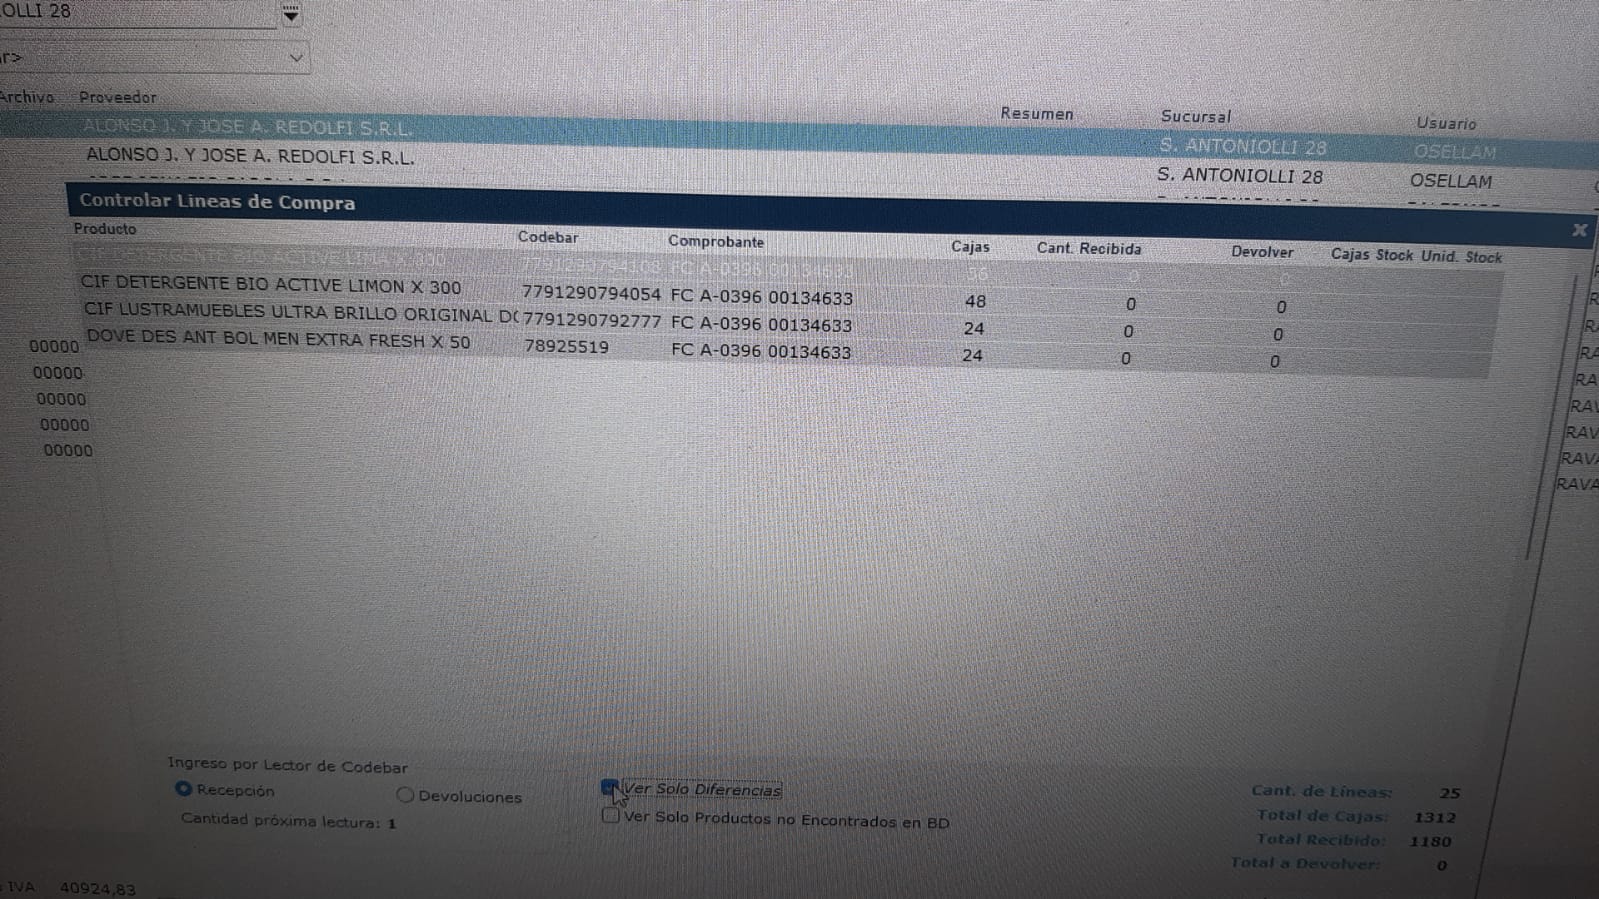 OLLI 28
r>
Archivo Proveedor Resumen Sucursal Usuario
ALONSO J. Y JOSE A. REDOLFI S.R.L. S. ANTONIOLLI 28 OSELLAM
ALONSO J. Y JOSE A. REDOLFI S.R.L. S. ANTONIOLLI 28 OSELLAM
Controlar Lineas de Compra x
Producto Codebar Comprobante Cajas Cant. Recibida Devolver Cajas Stock Unid. Stock
CIF DETERGENTE BIO ACTIVE LIMA X 300 FC A-0396 00134633 36 0 0
CIF DETERGENTE BIO ACTIVE LIMON X 300 7791290794054 FC A-0396 00134633 48 0 0
CIF LUSTRAMUEBLES ULTRA BRILLO ORIGINAL DO 7791290792777 FC A-0396 00134633 24 0 0
DOVE DES ANT BOL MEN EXTRA FRESH X 50 78925519 FC A-0396 00134633 24 0 0
00000
00000
00000
00000
00000
RA
RA
RA
RAV
RAV
RAVA
RAVA
Ingreso por Lector de Codebar
Recepción Devoluciones
Cantidad próxima lectura: 1
Ver Solo Diferencias
Ver Solo Productos no Encontrados en BD
Cant. de Líneas: 25
Total de Cajas: 1312
Total Recibido: 1180
Total a Devolver: 0
IVA 40924,83